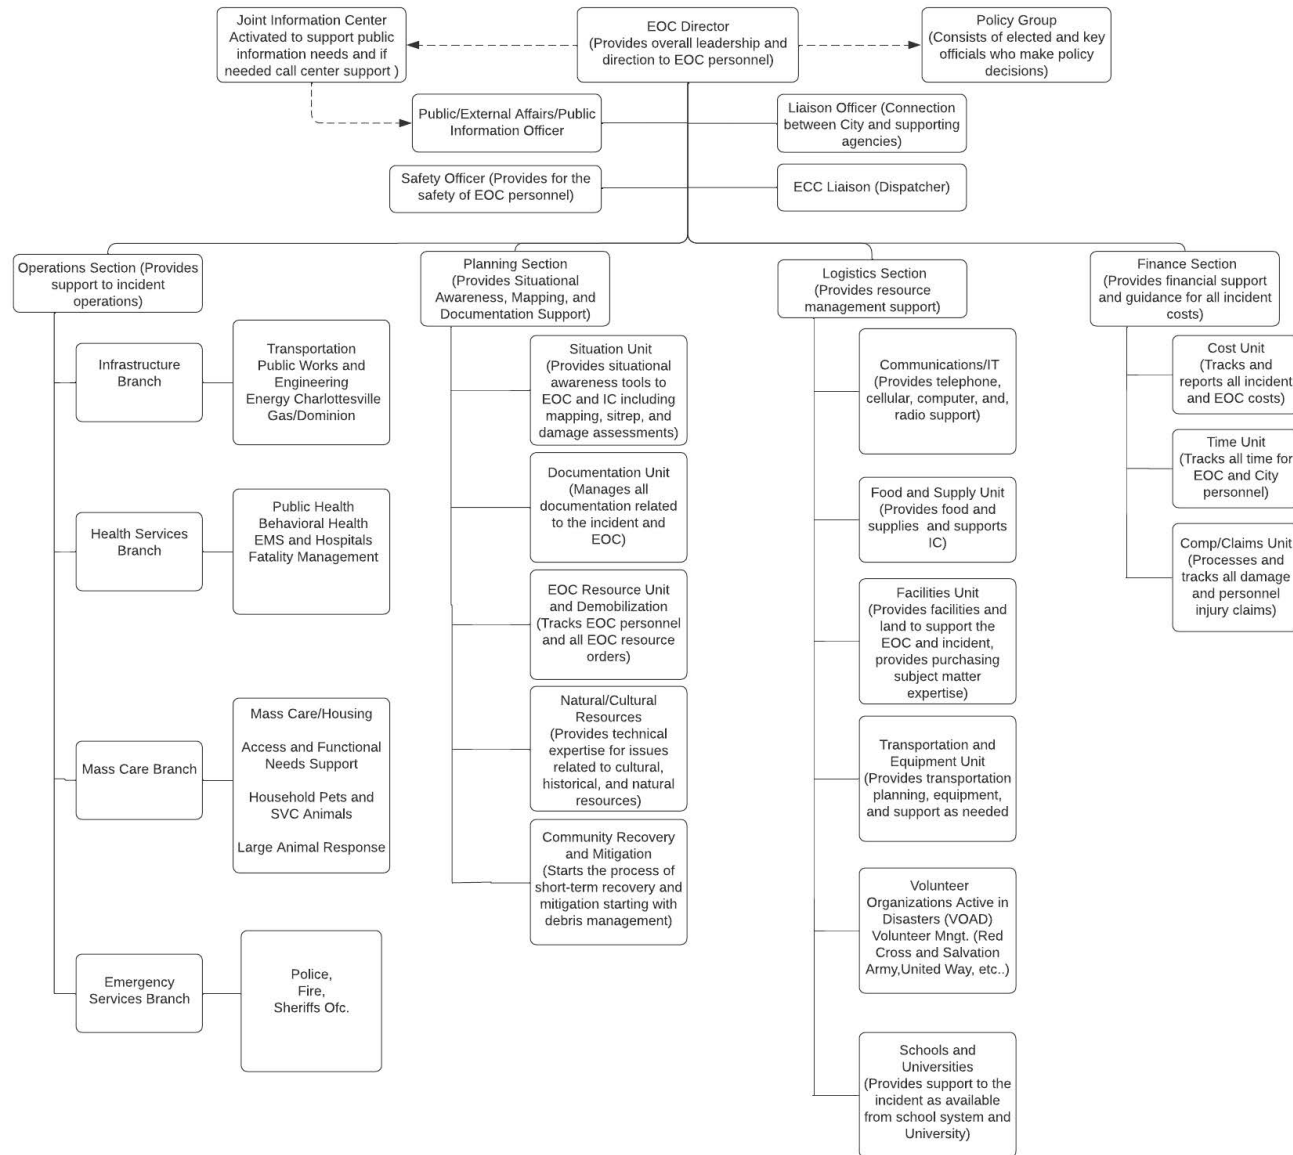 Joint Information Center
Activated to support public
information needs and if
needed call center support )
EOC Director
(Provides overall leadership and
direction to EOC personnel)
Policy Group
(Consists of elected and key
officials who make policy
decisions)
Public/External Affairs/Public
Information Officer
Liaison Officer (Connection
between City and supporting
agencies)
Safety Officer (Provides for the
safety of EOC personnel)
ECC Liaison (Dispatcher)
Operations Section (Provides
support to incident
operations)
Infrastructure
Branch
Transportation
Public Works and
Engineering
Energy Charlottesville
Gas/Dominion
Health Services
Branch
Public Health
Behavioral Health
EMS and Hospitals
Fatality Management
Mass Care Branch
Mass Care/Housing
Access and Functional
Needs Support
Household Pets and
SVC Animals
Large Animal Response
Emergency
Services Branch
Police,
Fire,
Sheriffs Ofc.
Planning Section
(Provides Situational
Awareness, Mapping, and
Documentation Support)
Situation Unit
(Provides situational
awareness tools to
EOC and IC including
mapping, sitrep, and
damage assessments)
Documentation Unit
(Manages all
documentation related
to the incident and
EOC)
EOC Resource Unit
and Demobilization
(Tracks EOC personnel
and all EOC resource
orders)
Natural/Cultural
Resources
(Provides technical
expertise for issues
related to cultural,
historical, and natural
resources)
Community Recovery
and Mitigation
(Starts the process of
short-term recovery and
mitigation starting with
debris management)
Logistics Section
(Provides resource
management support)
Communications/IT
(Provides telephone,
cellular, computer, and,
radio support)
Food and Supply Unit
(Provides food and
supplies and supports
IC)
Facilities Unit
(Provides facilities and
land to support the
EOC and incident,
provides purchasing
subject matter
expertise)
Transportation and
Equipment Unit
(Provides transportation
planning, equipment,
and support as needed
Volunteer
Organizations Active in
Disasters (VOAD)
Volunteer Mngt. (Red
Cross and Salvation
Army,United Way, etc..)
Schools and
Universities
(Provides support to the
incident as available
from school system and
University)
Finance Section
(Provides financial support
and guidance for all incident
costs)
Cost Unit
(Tracks and
reports all incident
and EOC costs)
Time Unit
(Tracks all time for
EOC and City
personnel)
Comp/Claims Unit
(Processes and
tracks all damage
and personnel
injury claims)